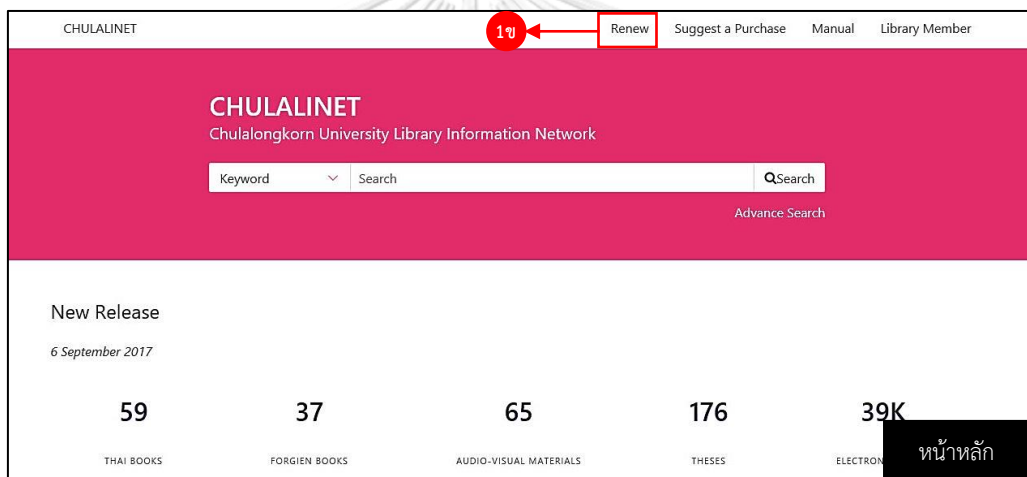 CHULALINET
1ข
Renew
Suggest a Purchase
Manual
Library Member
CHULALINET
Chulalongkorn University Library Information Network
Keyword
Search
Search
Advance Search
New Release
6 September 2017
59
37
65
176
39K
THAI BOOKS
FORGIEN BOOKS
AUDIO-VISUAL MATERIALS
THESES
ELECTRON
หน้าหลัก